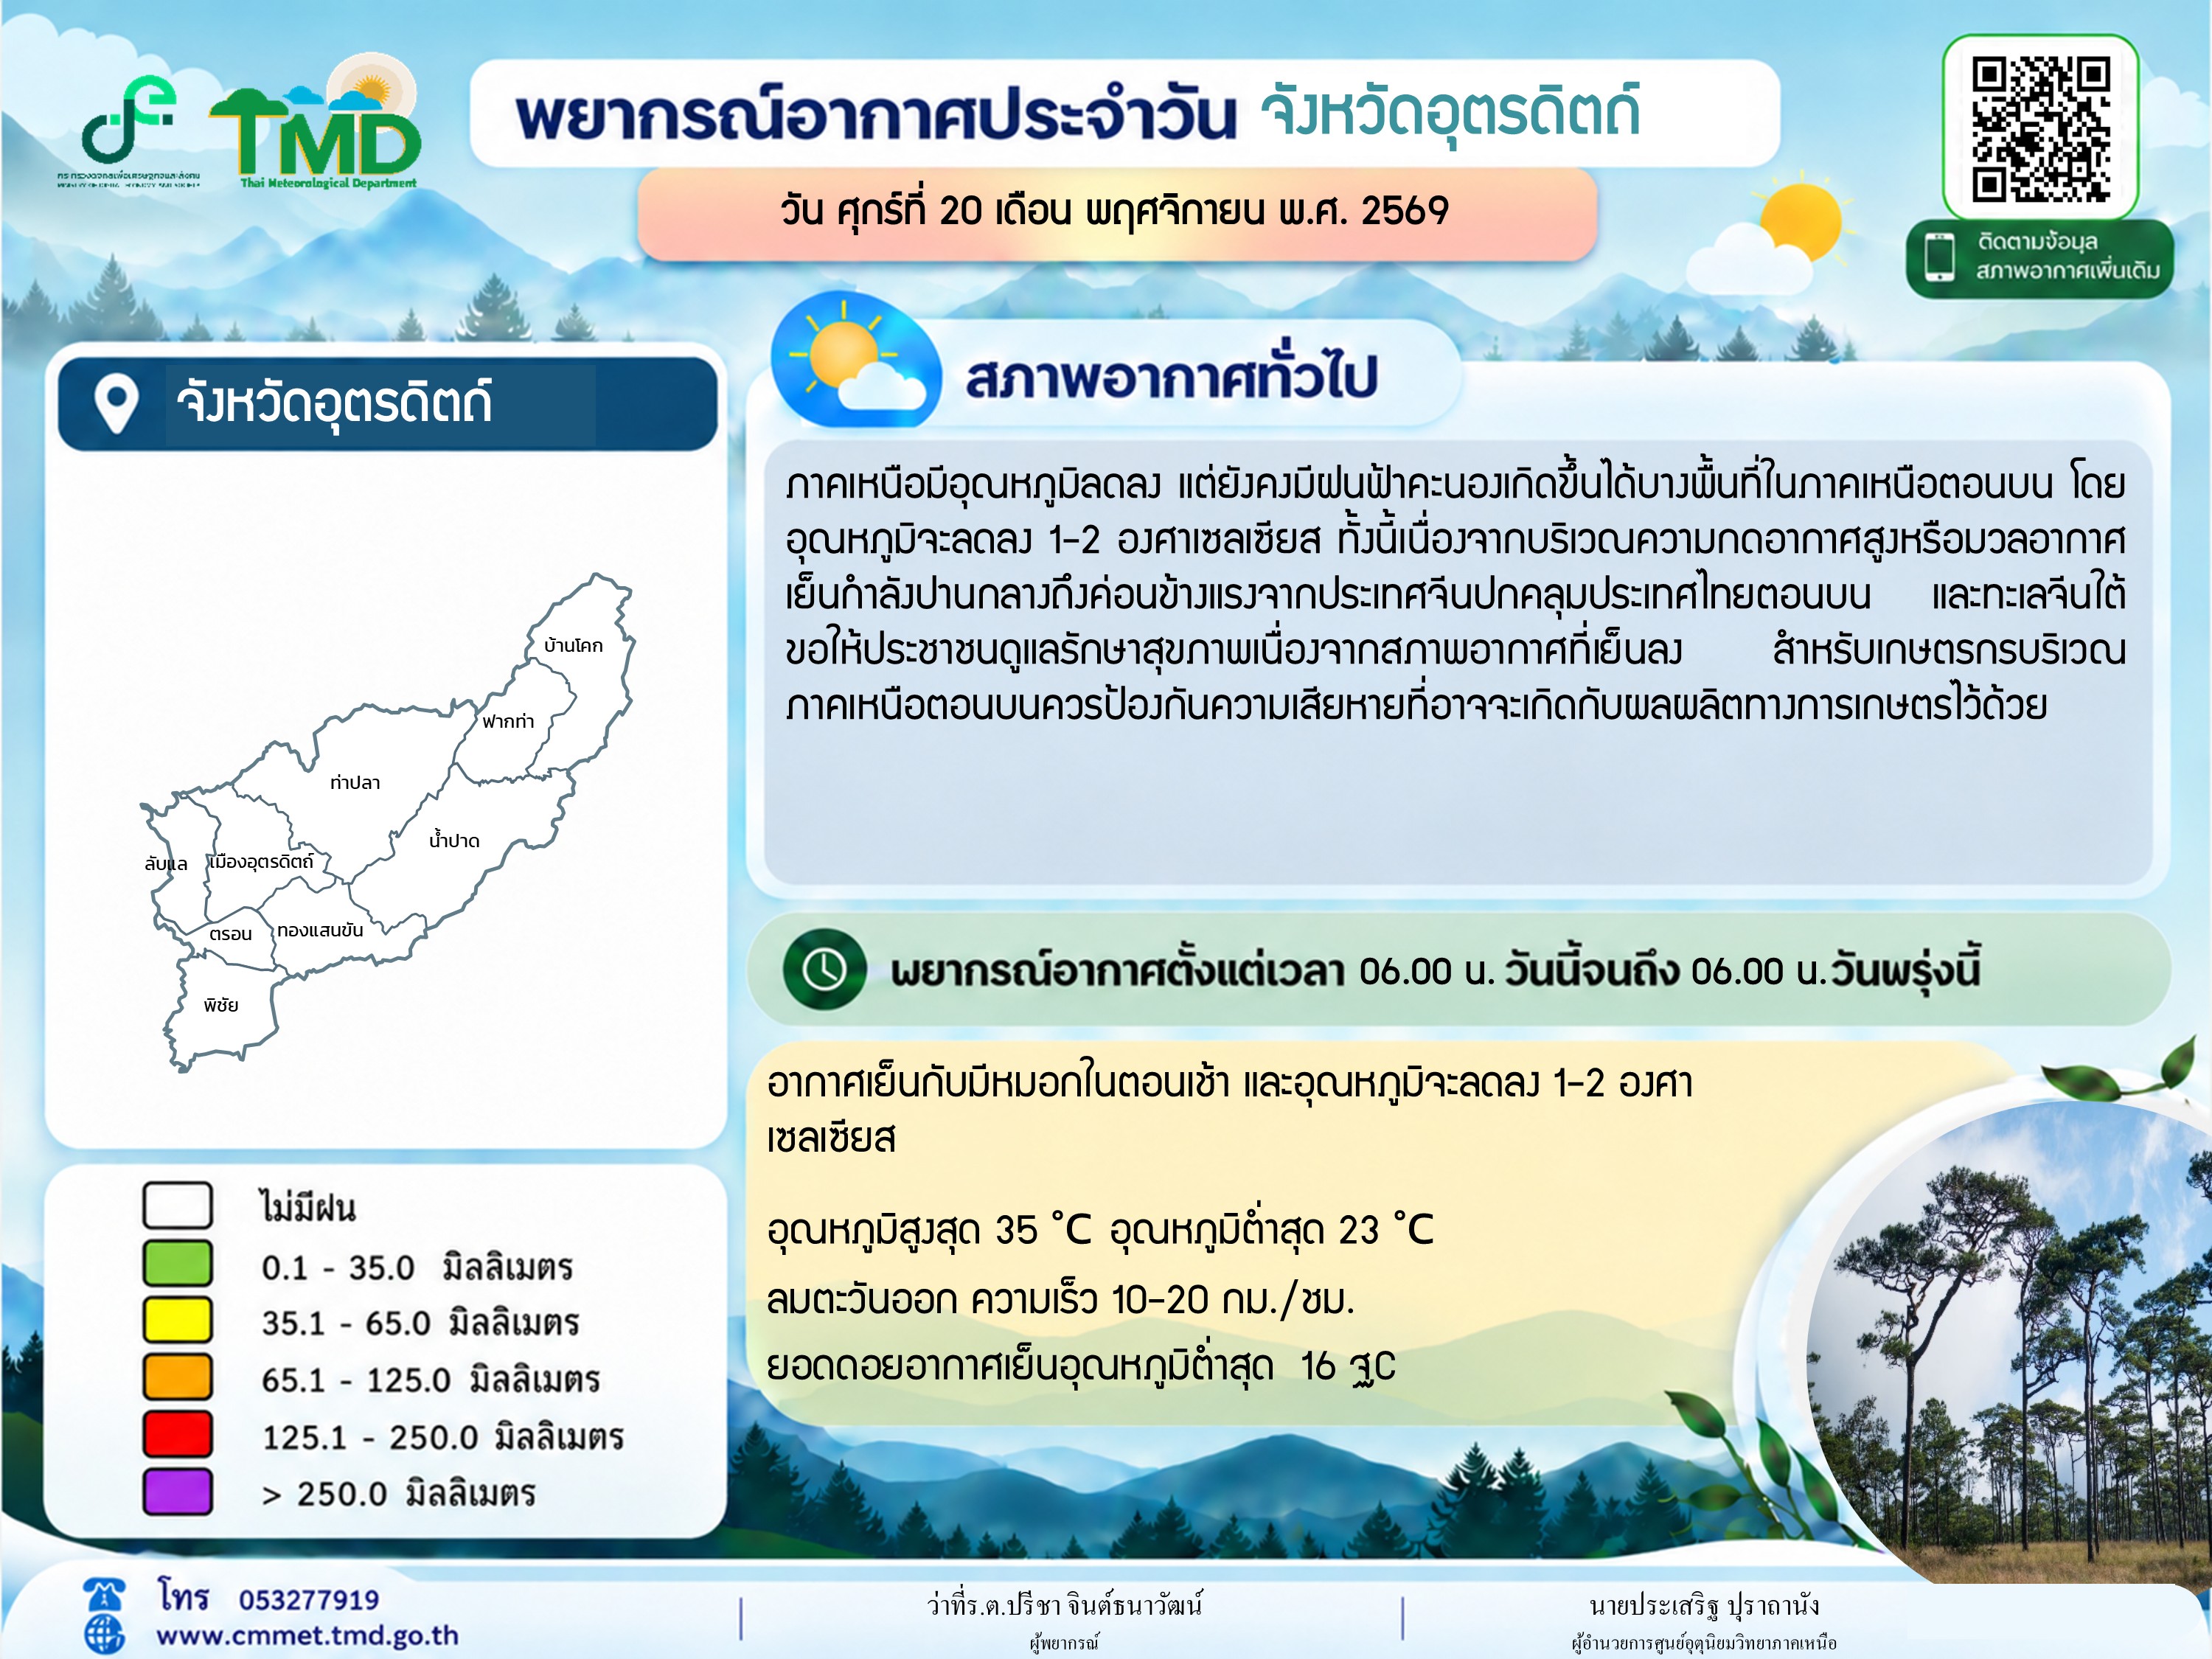 TMD
Thai Meteorological Department
พยากรณ์อากาศประจำวัน จังหวัดอุตรดิตถ์
วัน ศุกร์ที่ 20 เดือน พฤศจิกายน พ.ศ. 2569
ติดตามข้อมูล
สภาพอากาศเพิ่มเติม
จังหวัดอุตรดิตถ์
บ้านโคก
ฟากท่า
ท่าปลา
น้ำปาด
ลับแล
เมืองอุตรดิตถ์
ตรอน
ทองแสนขัน
พิชัย
ไม่มีฝน
0.1 - 35.0 มิลลิเมตร
35.1 - 65.0 มิลลิเมตร
65.1 - 125.0 มิลลิเมตร
125.1 - 250.0 มิลลิเมตร
> 250.0 มิลลิเมตร
สภาพอากาศทั่วไป
ภาคเหนือมีอุณหภูมิลดลง แต่ยังคงมีฝนฟ้าคะนองเกิดขึ้นได้บางพื้นที่ในภาคเหนือตอนบน โดย
อุณหภูมิจะลดลง 1-2 องศาเซลเซียส ทั้งนี้เนื่องจากบริเวณความกดอากาศสูงหรือมวลอากาศ
เย็นกำลังปานกลางถึงค่อนข้างแรงจากประเทศจีนปกคลุมประเทศไทยตอนบน และทะเลจีนใต้
ขอให้ประชาชนดูแลรักษาสุขภาพเนื่องจากสภาพอากาศที่เย็นลง สำหรับเกษตรกรบริเวณ
ภาคเหนือตอนบนควรป้องกันความเสียหายที่อาจจะเกิดกับผลผลิตทางการเกษตรไว้ด้วย
พยากรณ์อากาศตั้งแต่เวลา 06.00 น. วันนี้จนถึง 06.00 น. วันพรุ่งนี้
อากาศเย็นกับมีหมอกในตอนเช้า และอุณหภูมิจะลดลง 1-2 องศา
เซลเซียส
อุณหภูมิสูงสุด 35 °C อุณหภูมิต่ำสุด 23 °C
ลมตะวันออก ความเร็ว 10-20 กม./ชม.
ยอดดอยอากาศเย็นอุณหภูมิต่ำสุด 16 ฐC
โทร 053277919
www.cmmet.tmd.go.th
ว่าที่ร.ต.ปรีชา จินต์ธนาวัฒน์
ผู้พยากรณ์
นายประเสริฐ ปุราถานัง
ผู้อำนวยการศูนย์อุตุนิยมวิทยาภาคเหนือ